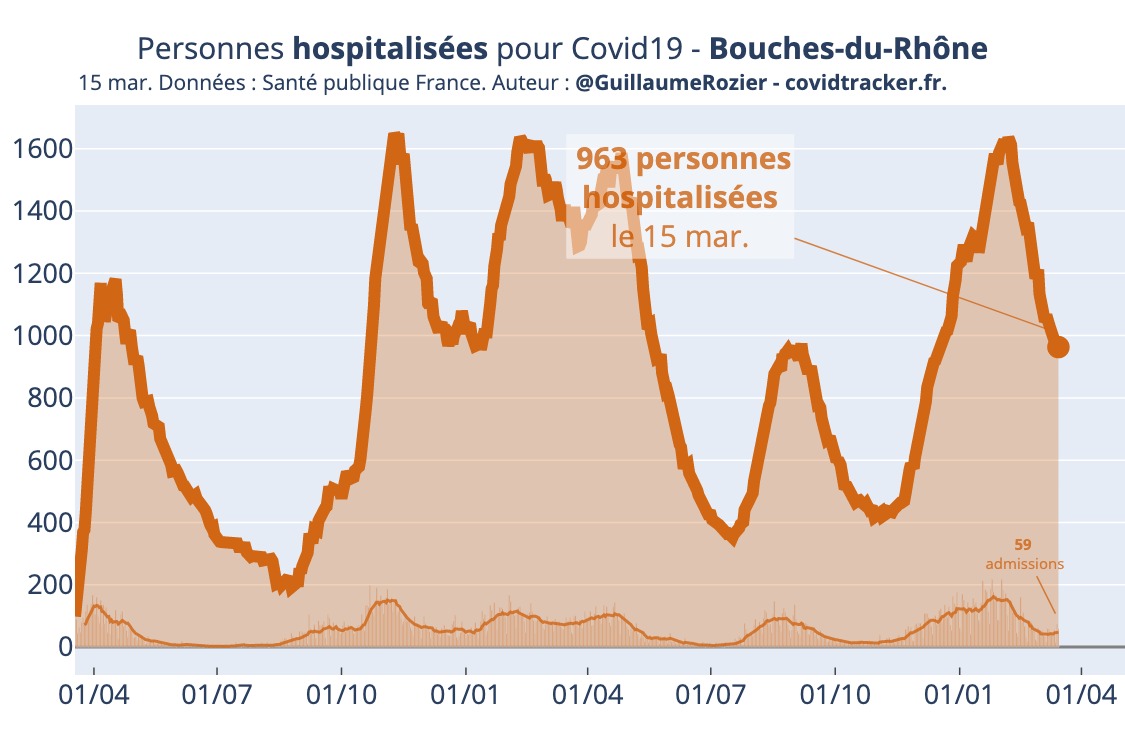 Personnes hospitalisées pour Covid19 - Bouches-du-Rhône
15 mar. Données : Santé publique France. Auteur : @GuillaumeRozier - covidtracker.fr.
1600
963 personnes
hospitalisées
le 15 mar.
1400
1200
1000
800
600
400
59
admissions
200
0
01/04 01/07 01/10 01/01 01/04 01/07 01/10 01/01 01/04